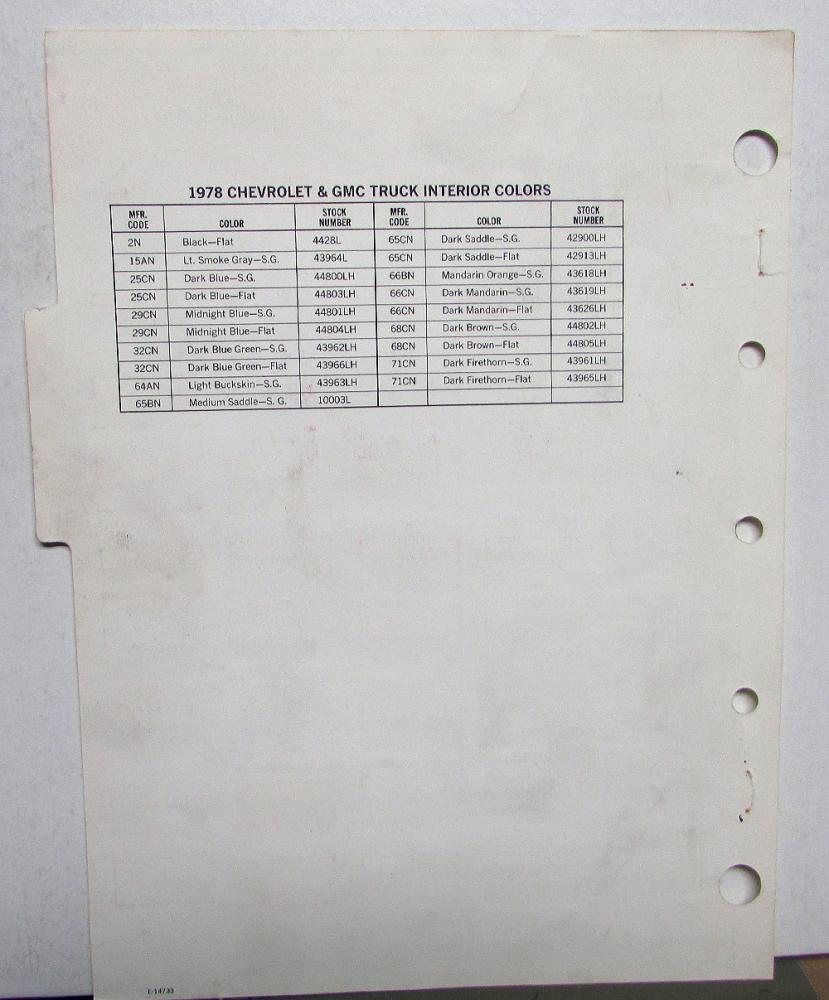 1978 CHEVROLET & GMC TRUCK INTERIOR COLORS
MFR. CODE COLOR STOCK NUMBER MFR. CODE COLOR STOCK NUMBER
2N Black—Flat 4428L 65CN Dark Saddle—S.G. 42900LH
15AN Lt. Smoke Gray—S.G. 43964L 65CN Dark Saddle—Flat 42913LH
25CN Dark Blue—S.G. 44800LH 66BN Mandarin Orange—S.G. 43618LH
25CN Dark Blue—Flat 44803LH 66CN Dark Mandarin—S.G. 43619LH
29CN Midnight Blue—S.G. 44801LH 66CN Dark Mandarin—Flat 43626LH
29CN Midnight Blue—Flat 44804LH 68CN Dark Brown—S.G. 44802LH
32CN Dark Blue Green—S.G. 43962LH 68CN Dark Brown—Flat 44805LH
32CN Dark Blue Green—Flat 43966LH 71CN Dark Firethorn—S.G. 43961LH
64AN Light Buckskin—S.G. 43963LH 71CN Dark Firethorn—Flat 43965LH
65BN Medium Saddle—S. G. 10003L
E-14733